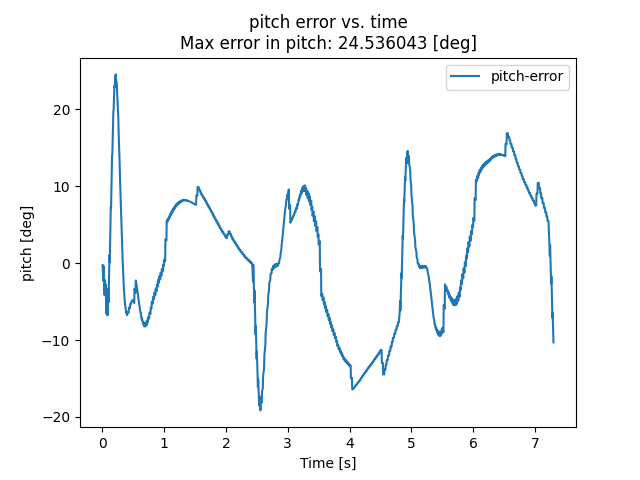 pitch error vs. time
Max error in pitch: 24.536043 [deg]
pitch-error
pitch [deg]
20
10
0
−10
−20
0 1 2 3 4 5 6 7
Time [s]